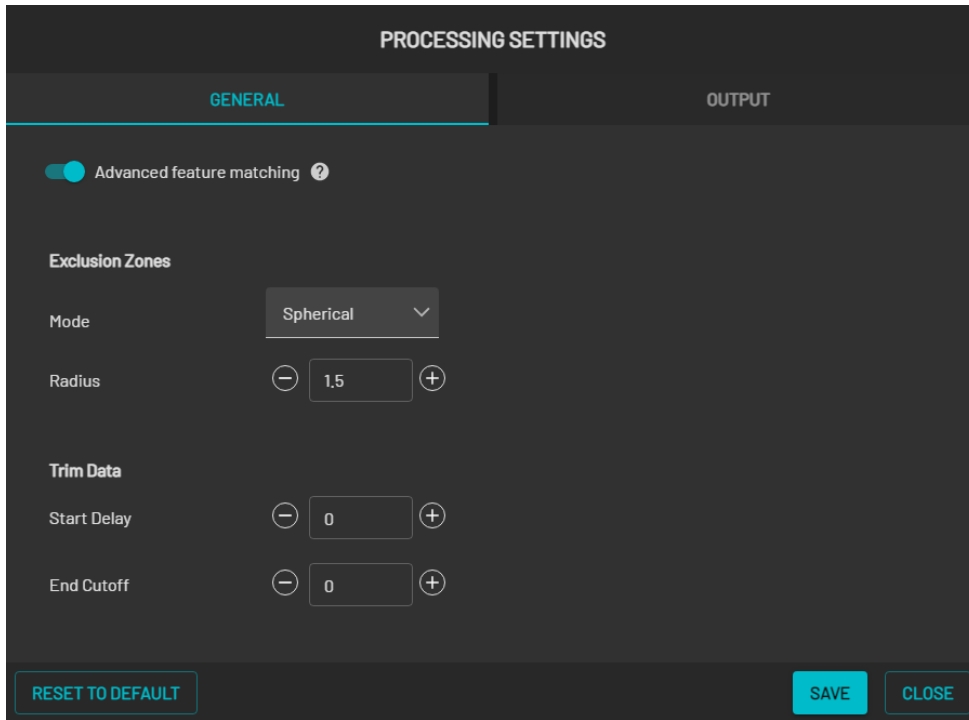 PROCESSING SETTINGS
GENERAL OUTPUT
Advanced feature matching ?
Exclusion Zones
Mode Spherical
Radius 1.5
Trim Data
Start Delay 0
End Cutoff 0
RESET TO DEFAULT SAVE CLOSE